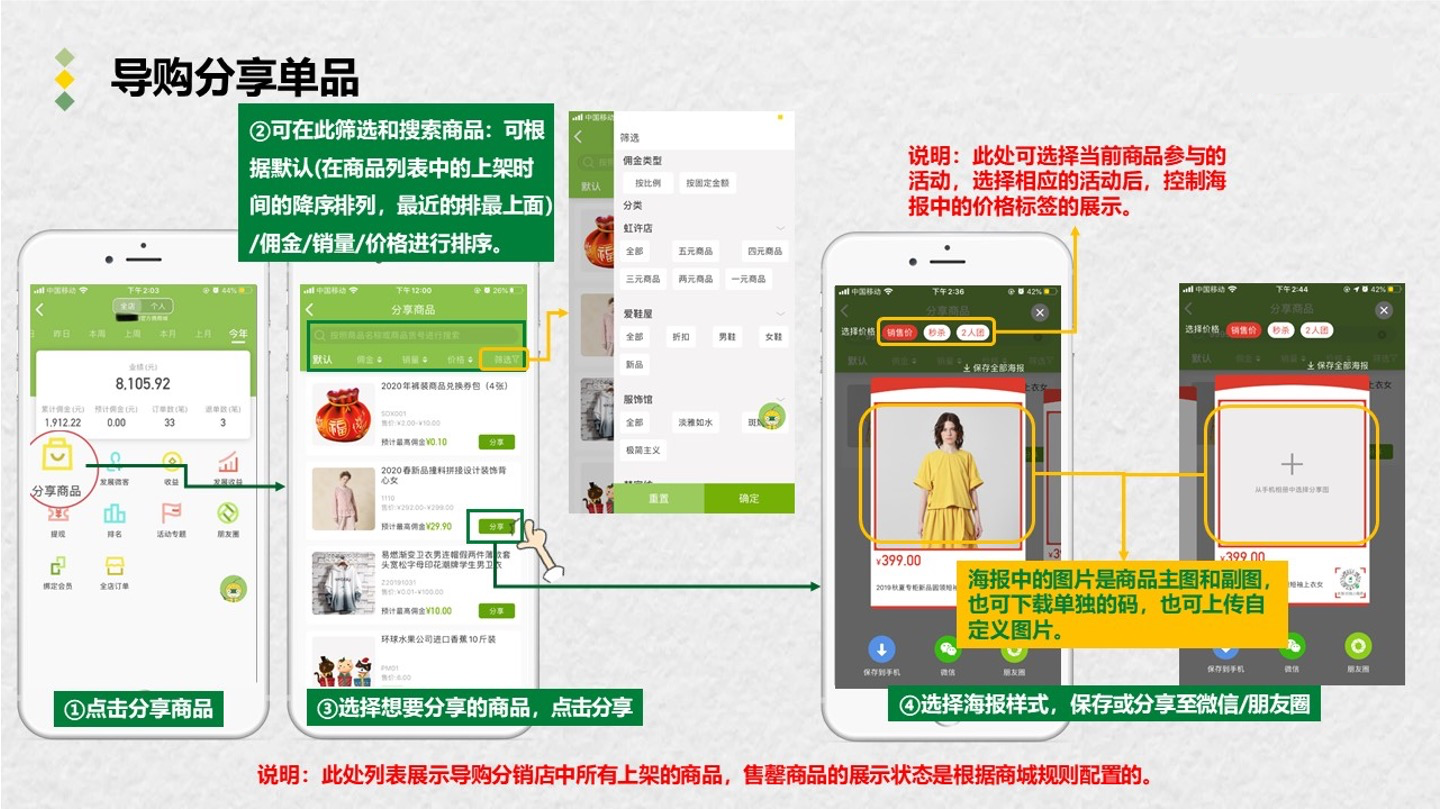 导购分享单品
②可在此筛选和搜索商品：可根
据默认(在商品列表中的上架时
间的降序排列，最近的排最上面)
/佣金/销量/价格进行排序。
中国移动 下午2:03 44%
全店 个人
昨日 本周 上周 本月 上月 今年
业绩(元)
8,105.92
累计佣金(元) 预计佣金(元) 订单数(笔) 退单数(笔)
1,912.22 0.00 33 3
分享商品
发展微客 收益 发展收益
提现 排名 活动专题 朋友圈
绑定会员 全店订单
①点击分享商品
中国移动 下午12:00 26%
分享商品
按照商品名称或商品货号进行搜索
默认 佣金 销量 价格 筛选
2020年裤装商品兑换券包（4张）
SDX001
售价:¥2.00-¥10.00
预计最高佣金¥0.10 分享
2020春新品撞料拼接设计装饰背
心女
1110
售价:¥292.00-¥299.00
预计最高佣金¥29.90 分享
易燃渐变卫衣男连帽假两件薄款套
头宽松字母印花潮牌学生男卫衣
Z20191031
售价:¥0.01-¥100.00
预计最高佣金¥10.00 分享
环球水果公司进口香蕉10斤装
PM01
售价:¥6.00
③选择想要分享的商品，点击分享
中国移动
默认
筛选
佣金类型
按比例 按固定金额
分类
虹许店
全部 五元商品 四元商品
三元商品 两元商品 一元商品
爱鞋屋
全部 折扣 男鞋 女鞋
新品
服饰馆
全部 淡雅如水
极简主义
重置 确定
说明：此处可选择当前商品参与的
活动，选择相应的活动后，控制海
报中的价格标签的展示。
中国移动 下午2:36 42%
分享商品
选择价格 销售价 秒杀 2人团
默认
保存全部海报
¥399.00
2019秋夏专柜新品圆领短袖
保存到手机 微信 朋友圈
中国移动 下午2:44 42%
分享商品
选择价格 销售价 秒杀 2人团
默认
保存全部海报
上衣女
从手机相册中选择分享图
¥399.00
短袖上衣女
保存到手机 微信 朋友圈
海报中的图片是商品主图和副图，
也可下载单独的码，也可上传自
定义图片。
④选择海报样式，保存或分享至微信/朋友圈
说明：此处列表展示导购分销店中所有上架的商品，售罄商品的展示状态是根据商城规则配置的。